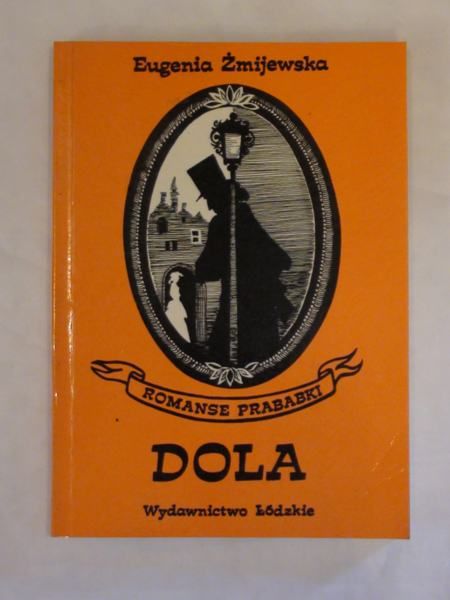 Eugenia Żmijewska
ROMANSE PRABABKI
DOLA
Wydawnictwo Łódzkie